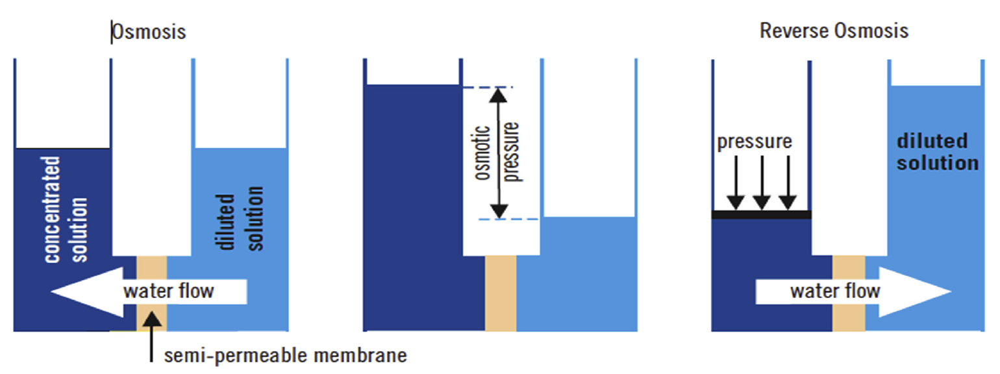 Osmosis
Reverse Osmosis
concentrated
solution
diluted
solution
water flow
semi-permeable membrane
osmotic
pressure
pressure
diluted
solution
water flow